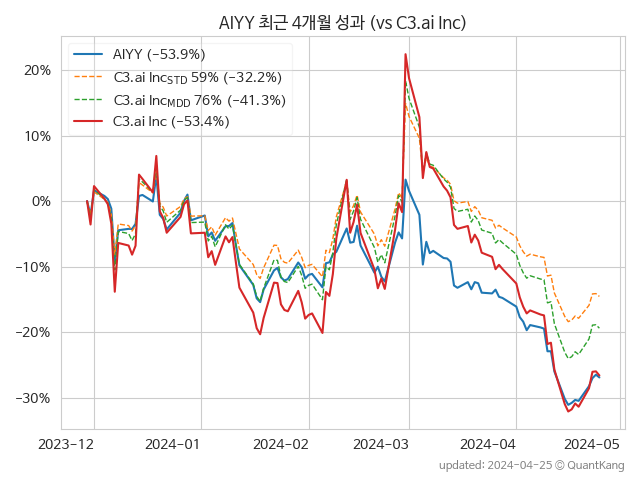 AIYY 최근 4개월 성과 (vs C3.ai Inc)
AIYY (−53.9%)
C3.ai Inc_STD 59% (−32.2%)
C3.ai Inc_MDD 76% (−41.3%)
C3.ai Inc (−53.4%)
20%
10%
0%
−10%
−20%
−30%
2023−12 2024−01 2024−02 2024−03 2024−04 2024−05
updated: 2024−04−25 © QuantKang